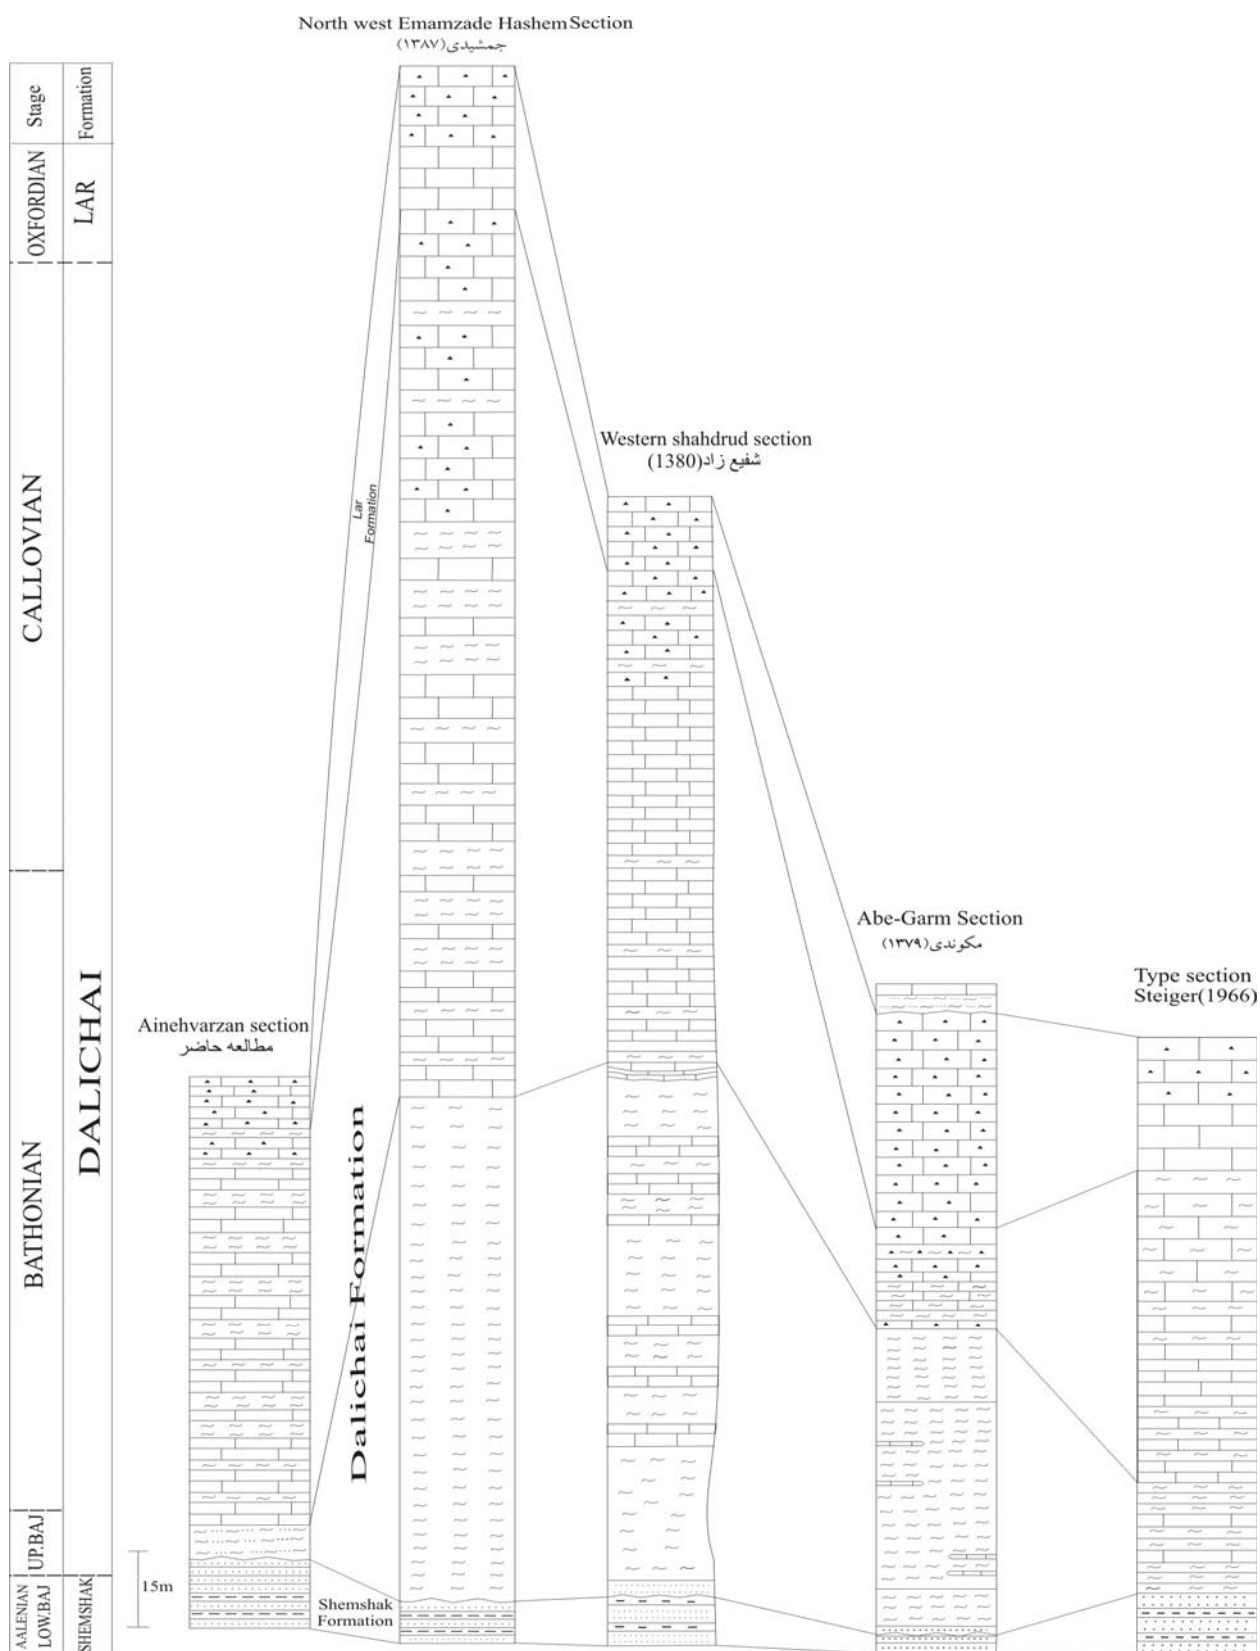 North west Emamzade Hashem Section
جمشیدی(۱۳۸۷)
Stage
Formation
OXFORDIAN
LAR
CALLOVIAN
BATHONIAN
DALICHAI
UP.BAJ
AALENIAN
LOW.BAJ
SHEMSHAK
Lar
Formation
Western shahdrud section
شفیع زاد(1380)
Abe-Garm Section
مکوندی(۱۳۷۹)
Type section
Steiger(1966)
Ainehvarzan section
مطالعه حاضر
Dalichai Formation
15m
Shemshak
Formation